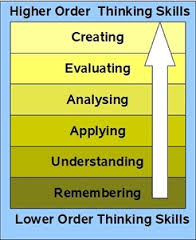 Higher Order Thinking Skills
Creating
Evaluating
Analysing
Applying
Understanding
Remembering
Lower Order Thinking Skills